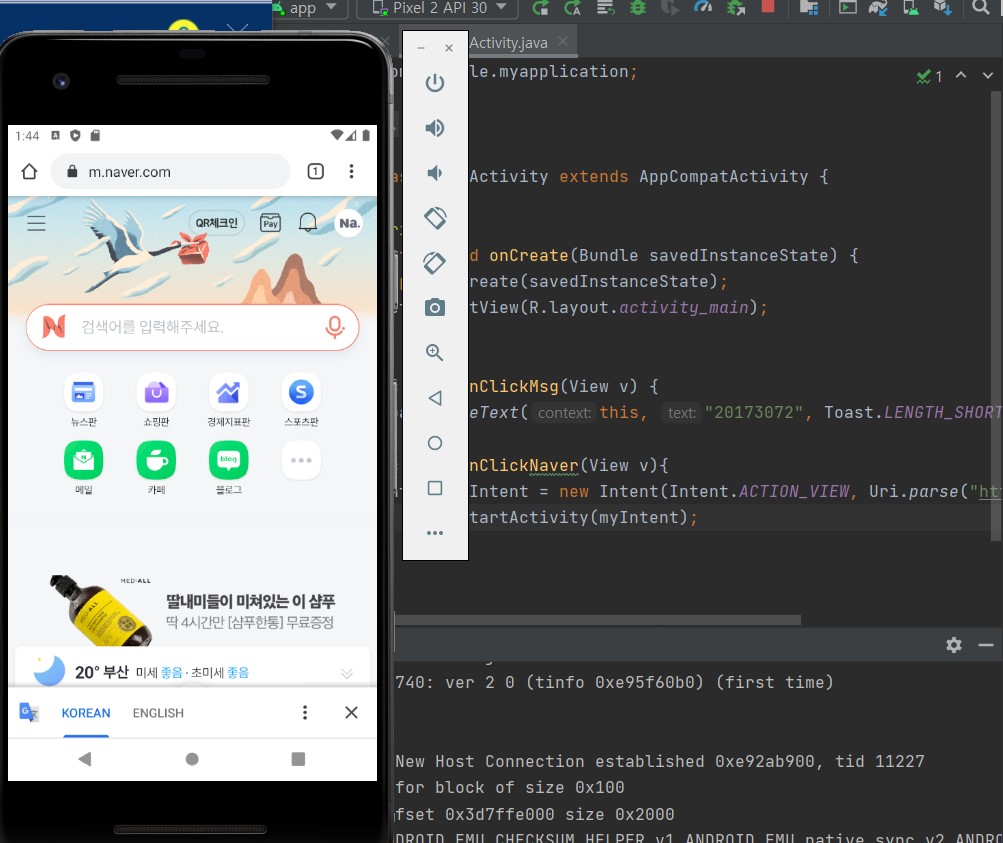 app
Pixel 2 API 30
Activity.java
le.myapplication;
1
Activity extends AppCompatActivity {
d onCreate(Bundle savedInstanceState) {
reate(savedInstanceState);
tView(R.layout.activity_main);
nClickMsg(View v) {
eText( context: this, text: "20173072", Toast.LENGTH_SHORT
nClickNaver(View v){
Intent = new Intent(Intent.ACTION_VIEW, Uri.parse("ht
tartActivity(myIntent);
740: ver 2 0 (tinfo 0xe95f60b0) (first time)
New Host Connection established 0xe92ab900, tid 11227
for block of size 0x100
fset 0x3d7ffe000 size 0x2000
DROID_EMU_CHECKSUM_HELPER_v1 ANDROID_EMU_native_sync_v2 ANDRO
1:44
m.naver.com
1
QR체크인
Pay
Na.
검색어를 입력해주세요.
뉴스판
쇼핑판
경제지표판
스포츠판
메일
카페
blog
블로그
MED:ALL
딸내미들이 미쳐있는 이 샴푸
딱 4시간만 [샴푸한통] 무료증정
20° 부산 미세 좋음 · 초미세 좋음
KOREAN
ENGLISH